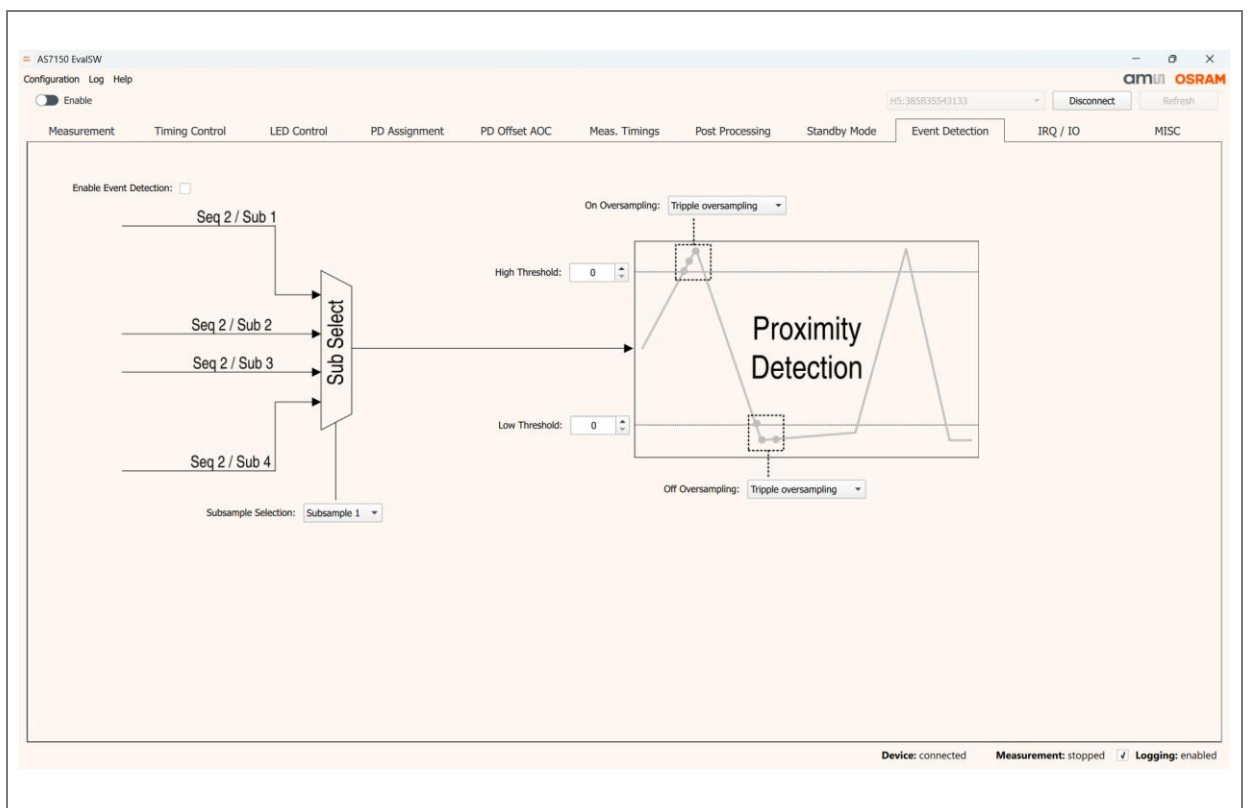 AS7150 EvalSW
Configuration Log Help
amu OSRAM
Enable
H5:385B35543133
Disconnect
Refresh
Measurement
Timing Control
LED Control
PD Assignment
PD Offset AOC
Meas. Timings
Post Processing
Standby Mode
Event Detection
IRQ / IO
MISC
Enable Event Detection:
On Oversampling: Tripple oversampling
Seq 2 / Sub 1
High Threshold: 0
Seq 2 / Sub 2
Seq 2 / Sub 3
Sub Select
Proximity
Detection
Low Threshold: 0
Seq 2 / Sub 4
Off Oversampling: Tripple oversampling
Subsample Selection: Subsample 1
Device: connected
Measurement: stopped
Logging: enabled